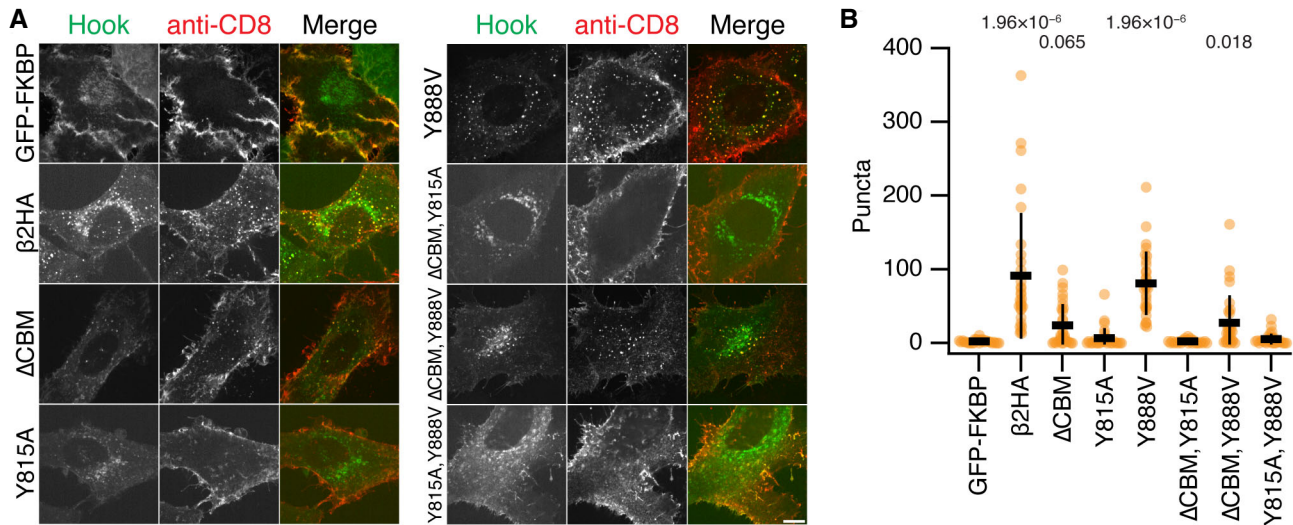 A
Hook anti-CD8 Merge
GFP-FKBP
β2HA
ΔCBM
Y815A
Hook anti-CD8 Merge
Y888V
ΔCBM, Y815A
ΔCBM, Y888V
Y815A, Y888V
B
1.96×10⁻⁶ 1.96×10⁻⁶
0.065 0.018
400
300
200
100
0
Puncta
GFP-FKBP
β2HA
ΔCBM
Y815A
Y888V
ΔCBM, Y815A
ΔCBM, Y888V
Y815A, Y888V